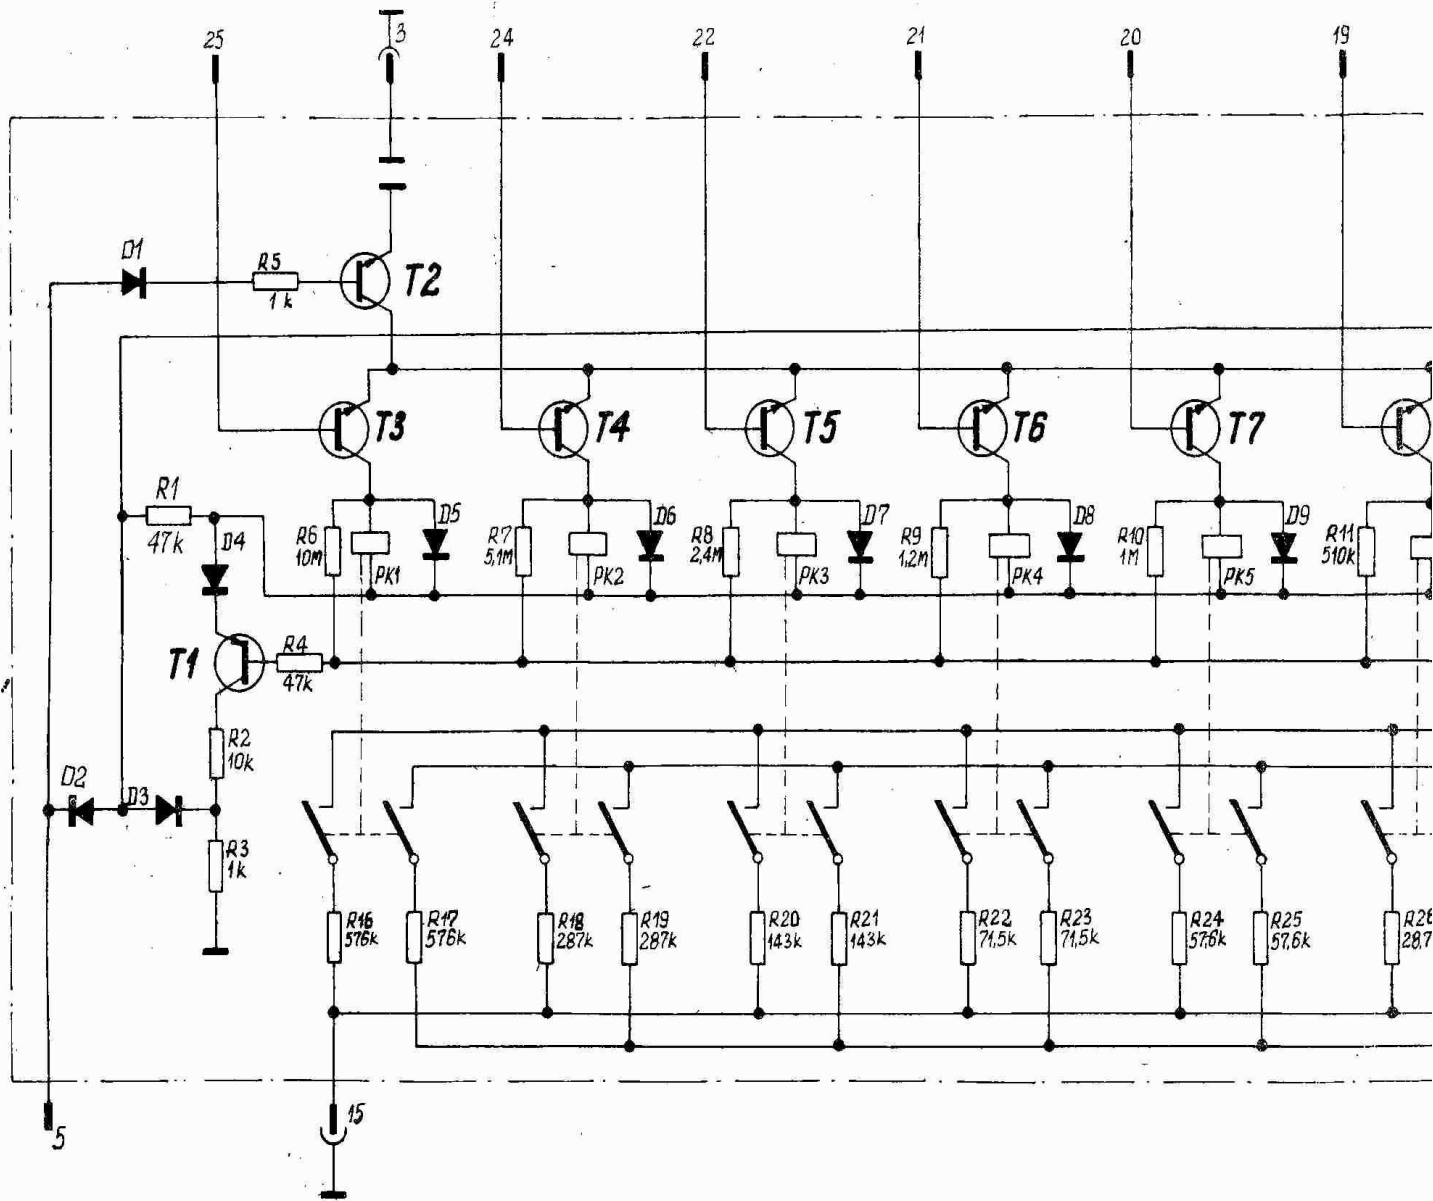 25
3
24
22
21
20
19
D1
R5
1k
T2
T3
T4
T5
T6
T7
R1
47k
D4
R6
10M
PK1
D5
R7
5,1M
PK2
D6
R8
2,4M
PK3
D7
R9
1,2M
PK4
D8
R10
1M
PK5
D9
R11
510k
T1
R4
47k
R2
10k
D2
D3
R3
1k
R16
576k
R17
576k
R18
287k
R19
287k
R20
143k
R21
143k
R22
71,5k
R23
71,5k
R24
57,6k
R25
57,6k
R26
28,7
5
15